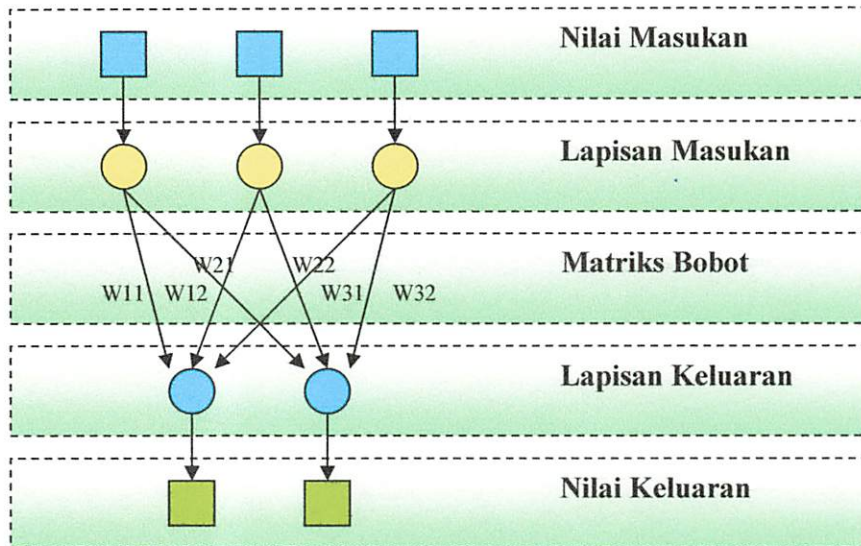 Nilai Masukan
Lapisan Masukan
Matriks Bobot
W21 W22
W11 W12 W31 W32
Lapisan Keluaran
Nilai Keluaran